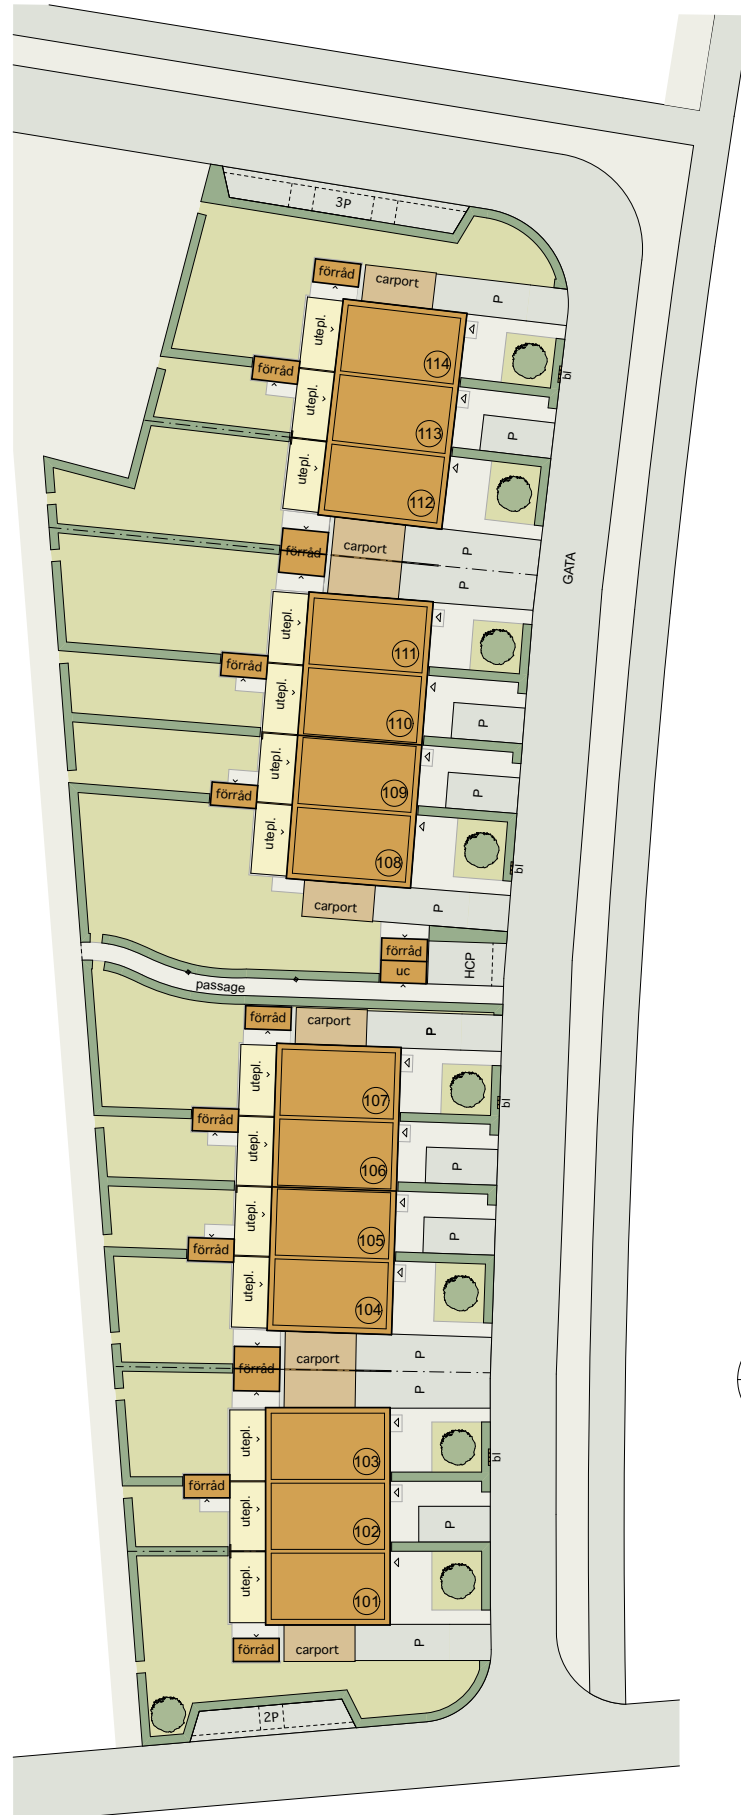 3P
förråd
carport
P
utepl.
114
förråd
bl
utepl.
113
P
utepl.
112
förråd
carport
P
P
GATA
utepl.
111
förråd
utepl.
110
P
utepl.
109
P
förråd
utepl.
108
bl
carport
P
förråd
uc
HCP
passage
förråd
carport
P
utepl.
107
bl
förråd
utepl.
106
P
utepl.
105
P
förråd
utepl.
104
förråd
carport
P
P
utepl.
103
bl
förråd
utepl.
102
P
utepl.
101
förråd
carport
P
2P